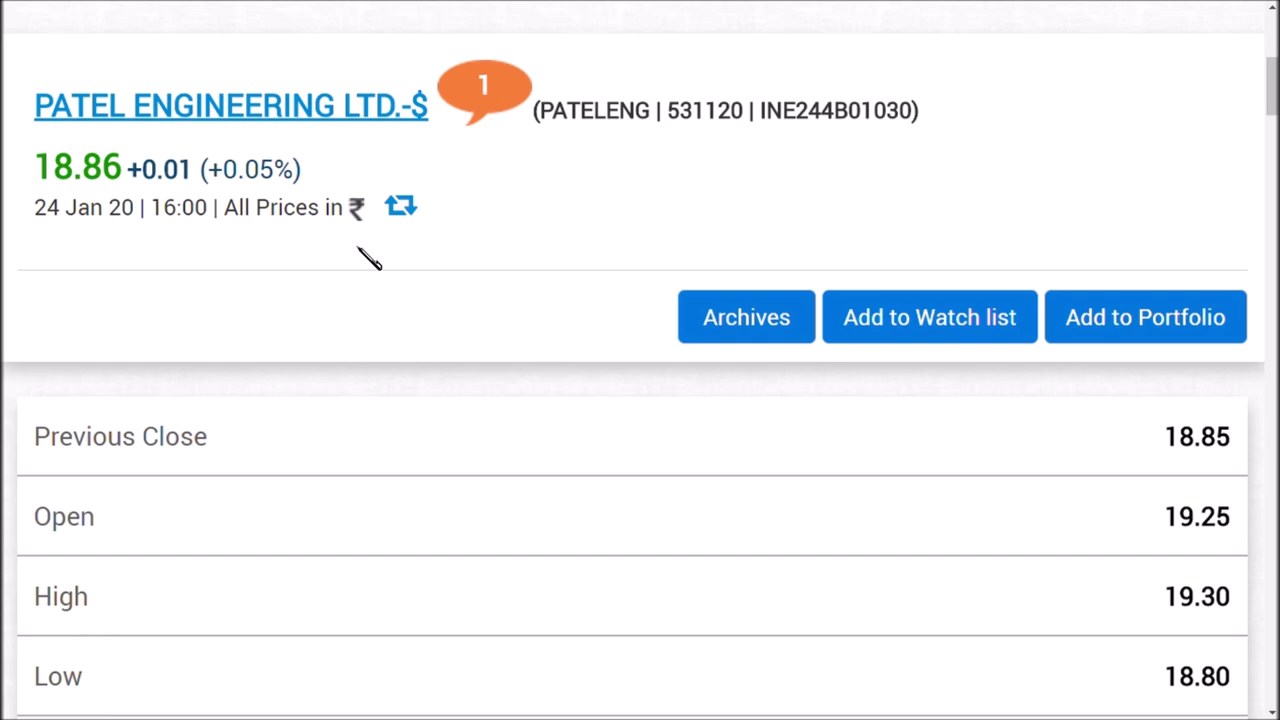 PATEL ENGINEERING LTD.-$ 1 (PATELENG | 531120 | INE244B01030)
18.86 +0.01 (+0.05%)
24 Jan 20 | 16:00 | All Prices in ₹
Archives Add to Watch list Add to Portfolio
Previous Close 18.85
Open 19.25
High 19.30
Low 18.80